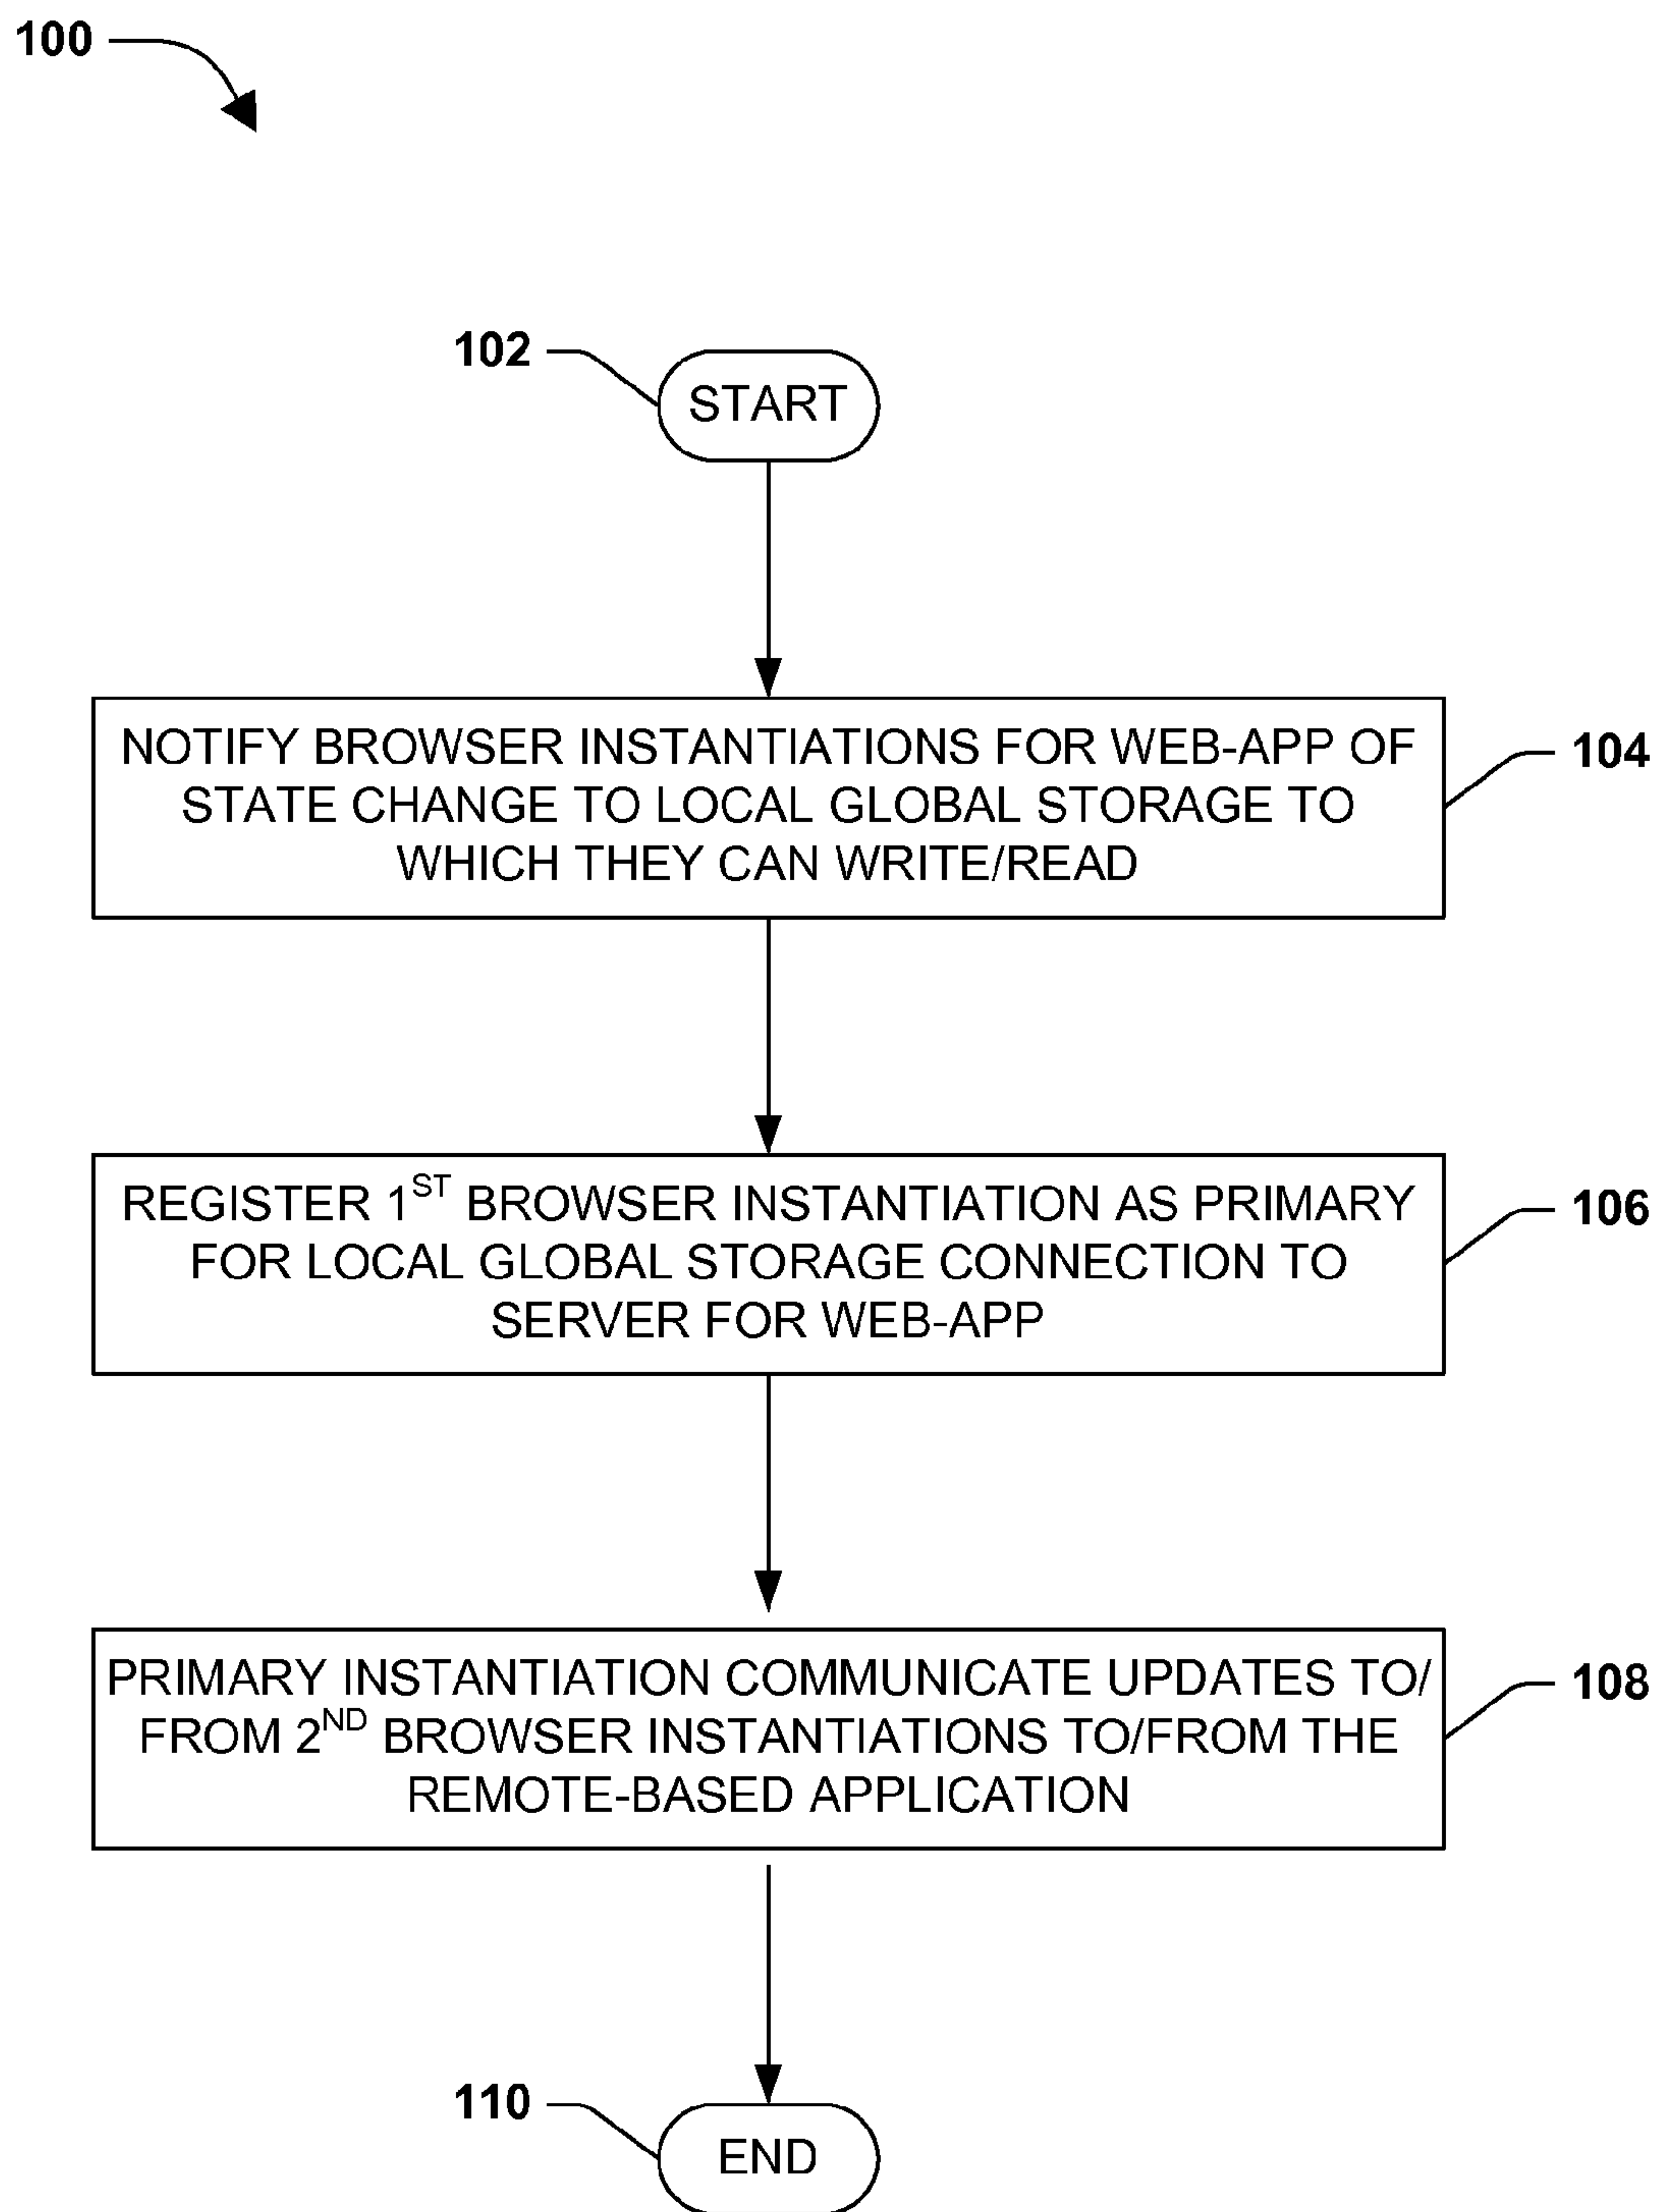 100
102
START
NOTIFY BROWSER INSTANTIATIONS FOR WEB-APP OF
STATE CHANGE TO LOCAL GLOBAL STORAGE TO
WHICH THEY CAN WRITE/READ
104
REGISTER 1ST BROWSER INSTANTIATION AS PRIMARY
FOR LOCAL GLOBAL STORAGE CONNECTION TO
SERVER FOR WEB-APP
106
PRIMARY INSTANTIATION COMMUNICATE UPDATES TO/
FROM 2ND BROWSER INSTANTIATIONS TO/FROM THE
REMOTE-BASED APPLICATION
108
110
END